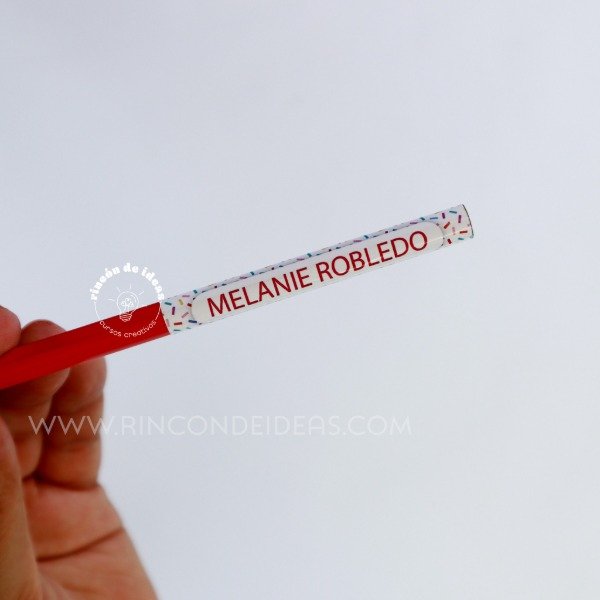 MELANIE ROBLEDO
rincón de ideas
cursos creativos
WWW.RINCONDEIDEAS.COM